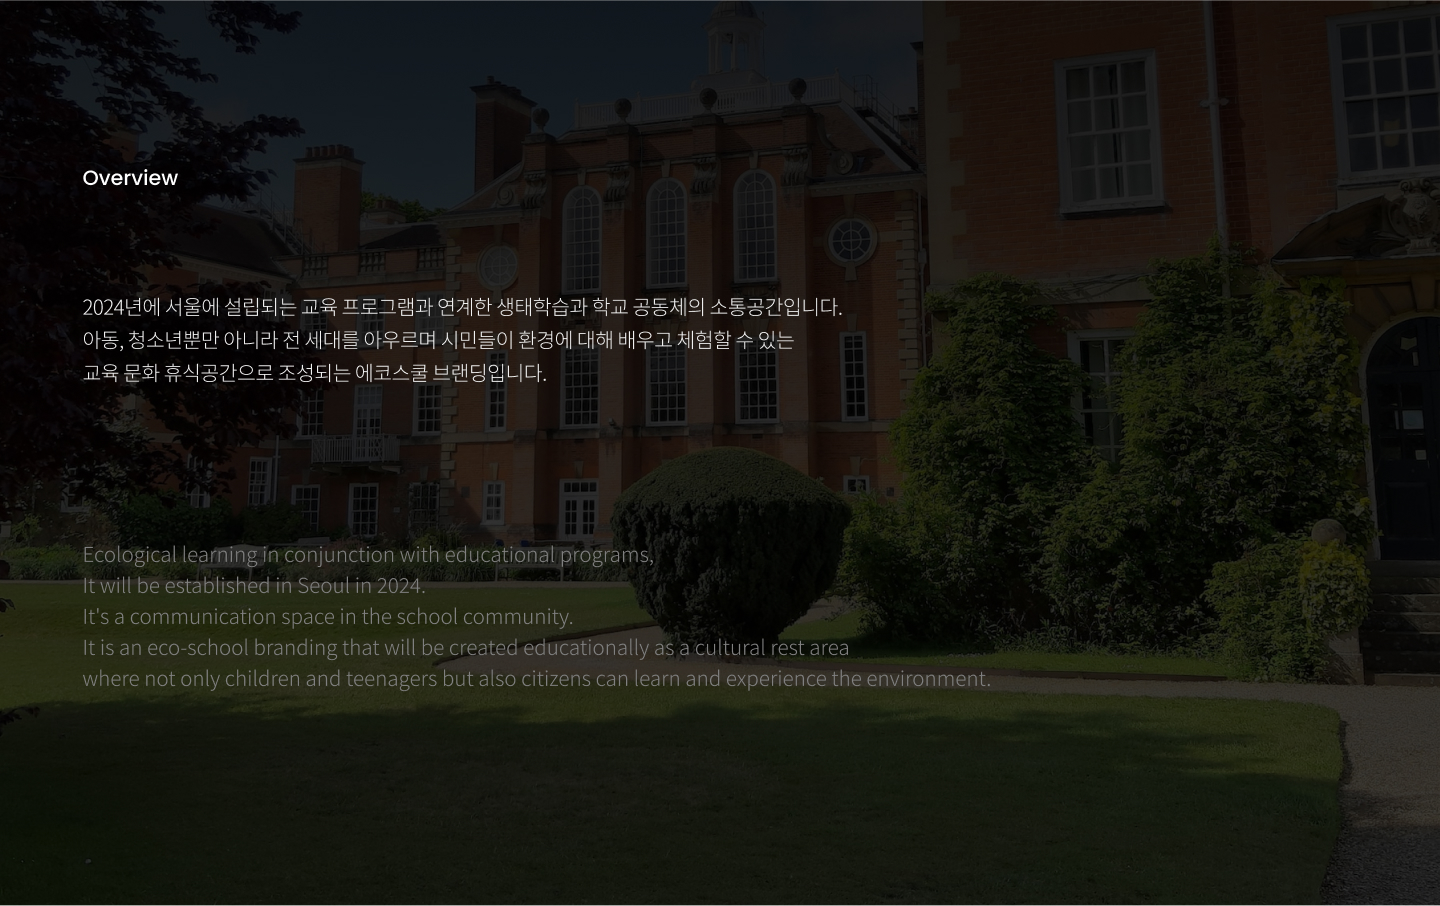 Overview
2024년에 서울에 설립되는 교육 프로그램과 연계한 생태학습과 학교 공동체의 소통공간입니다.
아동, 청소년뿐만 아니라 전 세대를 아우르며 시민들이 환경에 대해 배우고 체험할 수 있는
교육 문화 휴식공간으로 조성되는 에코스쿨 브랜딩입니다.
Ecological learning in conjunction with educational programs,
It will be established in Seoul in 2024.
It's a communication space in the school community.
It is an eco-school branding that will be created educationally as a cultural rest area
where not only children and teenagers but also citizens can learn and experience the environment.